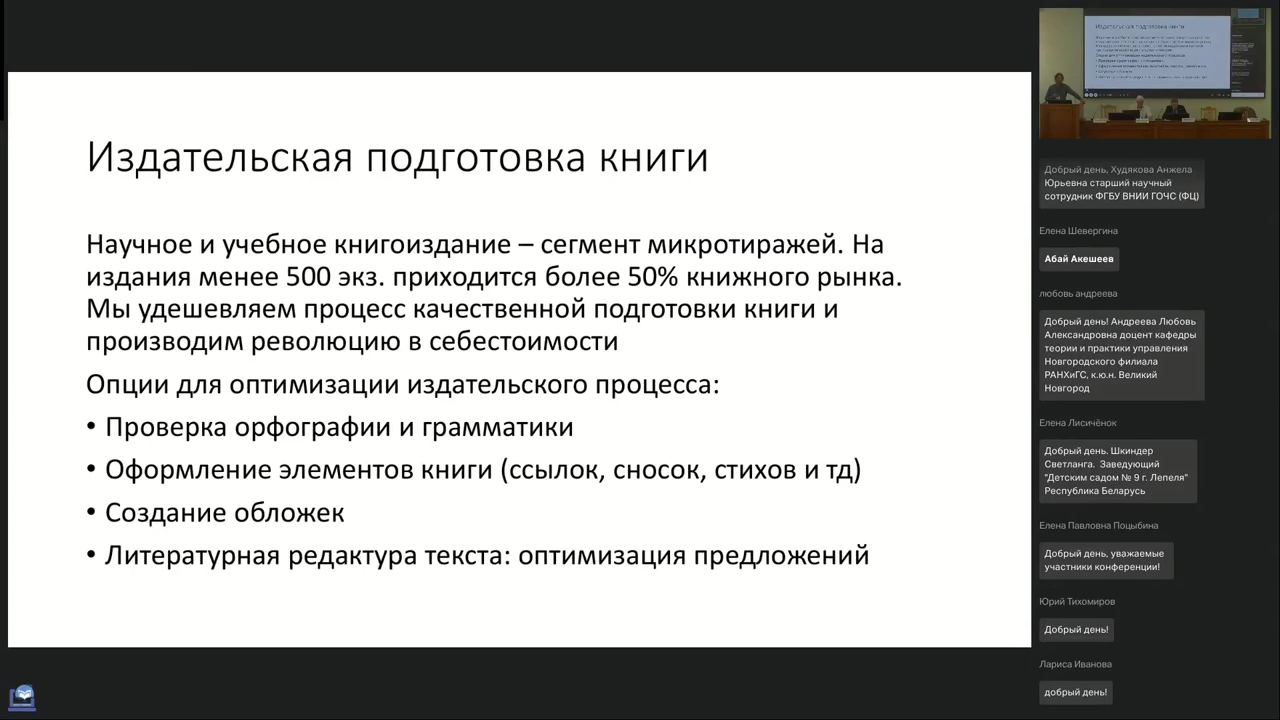 Издательская подготовка книги
Научное и учебное книгоиздание – сегмент микротиражей. На
издания менее 500 экз. приходится более 50% книжного рынка.
Мы удешевляем процесс качественной подготовки книги и
производим революцию в себестоимости
Опции для оптимизации издательского процесса:
• Проверка орфографии и грамматики
• Оформление элементов книги (ссылок, сносок, стихов и тд)
• Создание обложек
• Литературная редактура текста: оптимизация предложений
Издательская подготовка книги
Добрый день, Худякова Анжела
Юрьевна старший научный
сотрудник ФГБУ ВНИИ ГОЧС (ФЦ)
Елена Шевергина
Абай Акешеев
любовь андреева
Добрый день! Андреева Любовь
Александровна доцент кафедры
теории и практики управления
Новгородского филиала
РАНХиГС, к.ю.н. Великий
Новгород
Елена Лисичёнок
Добрый день. Шкиндер
Светланга. Заведующий
"Детским садом № 9 г. Лепеля"
Республика Беларусь
Елена Павловна Поцыбина
Добрый день, уважаемые
участники конференции!
Юрий Тихомиров
Добрый день!
Лариса Иванова
добрый день!